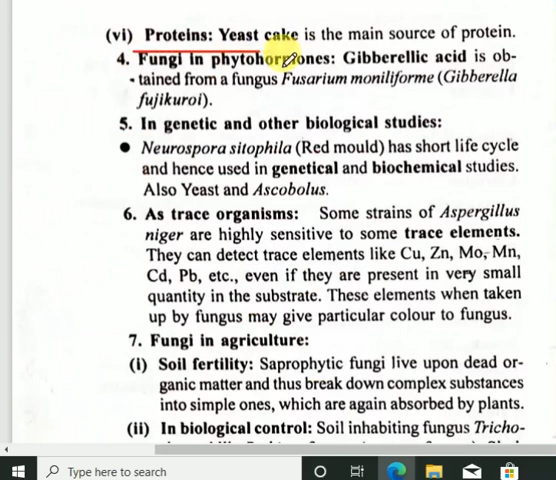 (vi) Proteins: Yeast cake is the main source of protein.
4. Fungi in phytohormones: Gibberellic acid is ob-
tained from a fungus Fusarium moniliforme (Gibberella
fujikuroi).
5. In genetic and other biological studies:
● Neurospora sitophila (Red mould) has short life cycle
and hence used in genetical and biochemical studies.
Also Yeast and Ascobolus.
6. As trace organisms: Some strains of Aspergillus
niger are highly sensitive to some trace elements.
They can detect trace elements like Cu, Zn, Mo, Mn,
Cd, Pb, etc., even if they are present in very small
quantity in the substrate. These elements when taken
up by fungus may give particular colour to fungus.
7. Fungi in agriculture:
(i) Soil fertility: Saprophytic fungi live upon dead or-
ganic matter and thus break down complex substances
into simple ones, which are again absorbed by plants.
(ii) In biological control: Soil inhabiting fungus Tricho-
Type here to search